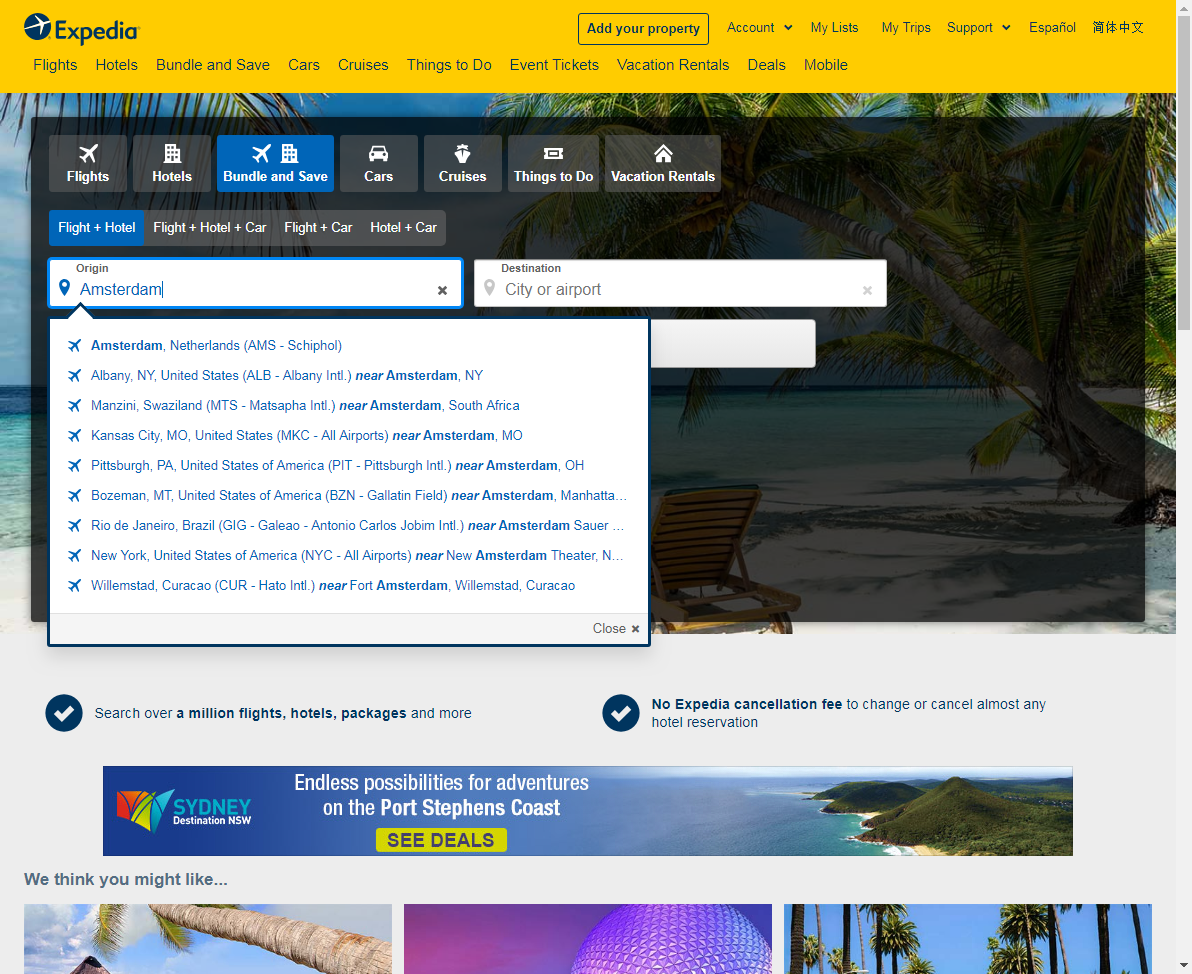 Expedia
Add your property
Account
My Lists
My Trips
Support
Español
简体中文
Flights
Hotels
Bundle and Save
Cars
Cruises
Things to Do
Event Tickets
Vacation Rentals
Deals
Mobile
Flights
Hotels
Bundle and Save
Cars
Cruises
Things to Do
Vacation Rentals
Flight + Hotel
Flight + Hotel + Car
Flight + Car
Hotel + Car
Origin
Amsterdam
Destination
City or airport
Amsterdam, Netherlands (AMS - Schiphol)
Albany, NY, United States (ALB - Albany Intl.) near Amsterdam, NY
Manzini, Swaziland (MTS - Matsapha Intl.) near Amsterdam, South Africa
Kansas City, MO, United States (MKC - All Airports) near Amsterdam, MO
Pittsburgh, PA, United States of America (PIT - Pittsburgh Intl.) near Amsterdam, OH
Bozeman, MT, United States of America (BZN - Gallatin Field) near Amsterdam, Manhatta...
Rio de Janeiro, Brazil (GIG - Galeao - Antonio Carlos Jobim Intl.) near Amsterdam Sauer ...
New York, United States of America (NYC - All Airports) near New Amsterdam Theater, N...
Willemstad, Curacao (CUR - Hato Intl.) near Fort Amsterdam, Willemstad, Curacao
Close
Search over a million flights, hotels, packages and more
No Expedia cancellation fee to change or cancel almost any
hotel reservation
SYDNEY
Destination NSW
Endless possibilities for adventures
on the Port Stephens Coast
SEE DEALS
We think you might like...